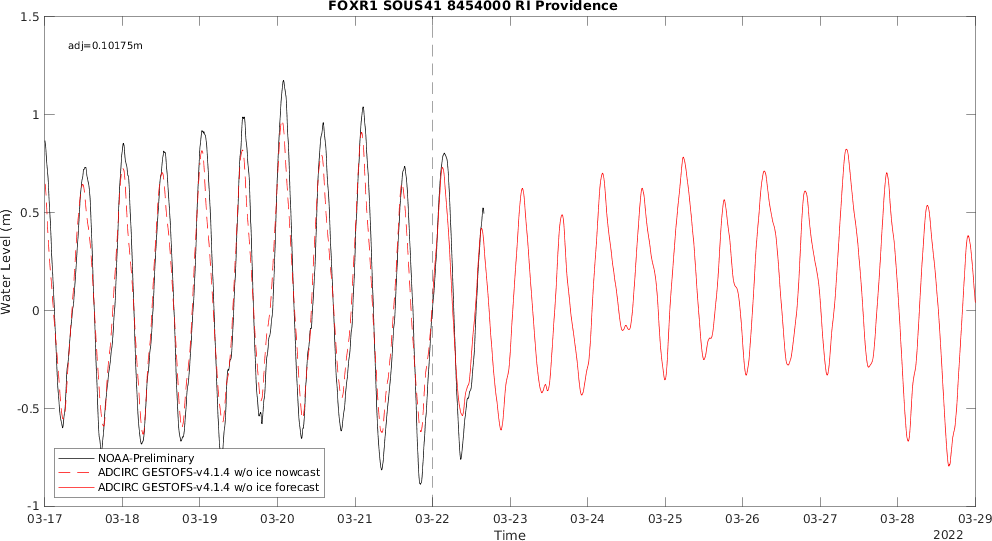 FOXR1 SOUS41 8454000 RI Providence
1.5
adj=0.10175m
1
0.5
Water Level (m)
0
-0.5
NOAA-Preliminary
ADCIRC GESTOFS-v4.1.4 w/o ice nowcast
ADCIRC GESTOFS-v4.1.4 w/o ice forecast
-1
03-17 03-18 03-19 03-20 03-21 03-22 03-23 03-24 03-25 03-26 03-27 03-28 03-29
Time
2022